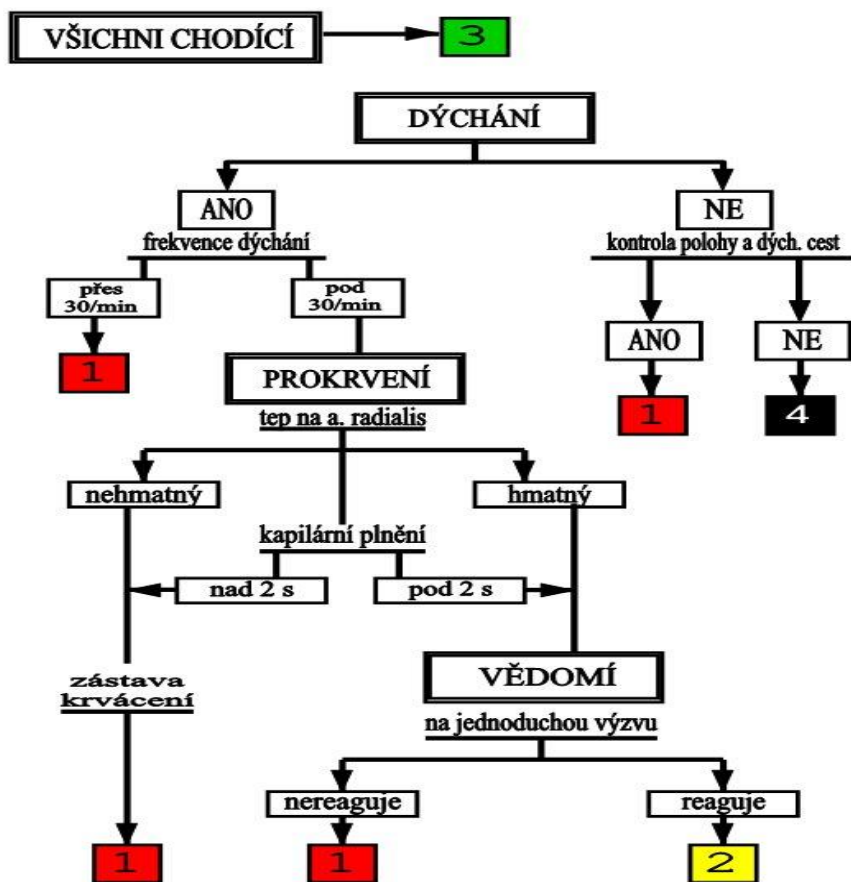 VŠICHNI CHODÍCÍ
3
DÝCHÁNÍ
ANO
NE
frekvence dýchání
kontrola polohy a dých. cest
přes
30/min
pod
30/min
ANO
NE
1
PROKRVENÍ
1
4
tep na a. radialis
nehmatný
hmatný
kapilární plnění
nad 2 s
pod 2 s
zástava
krvácení
VĚDOMÍ
na jednoduchou výzvu
nereaguje
reaguje
1
1
2